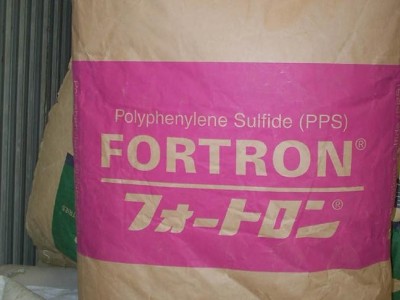 Polyphenylene Sulfide (PPS)
FORTRON®
フォートロン®